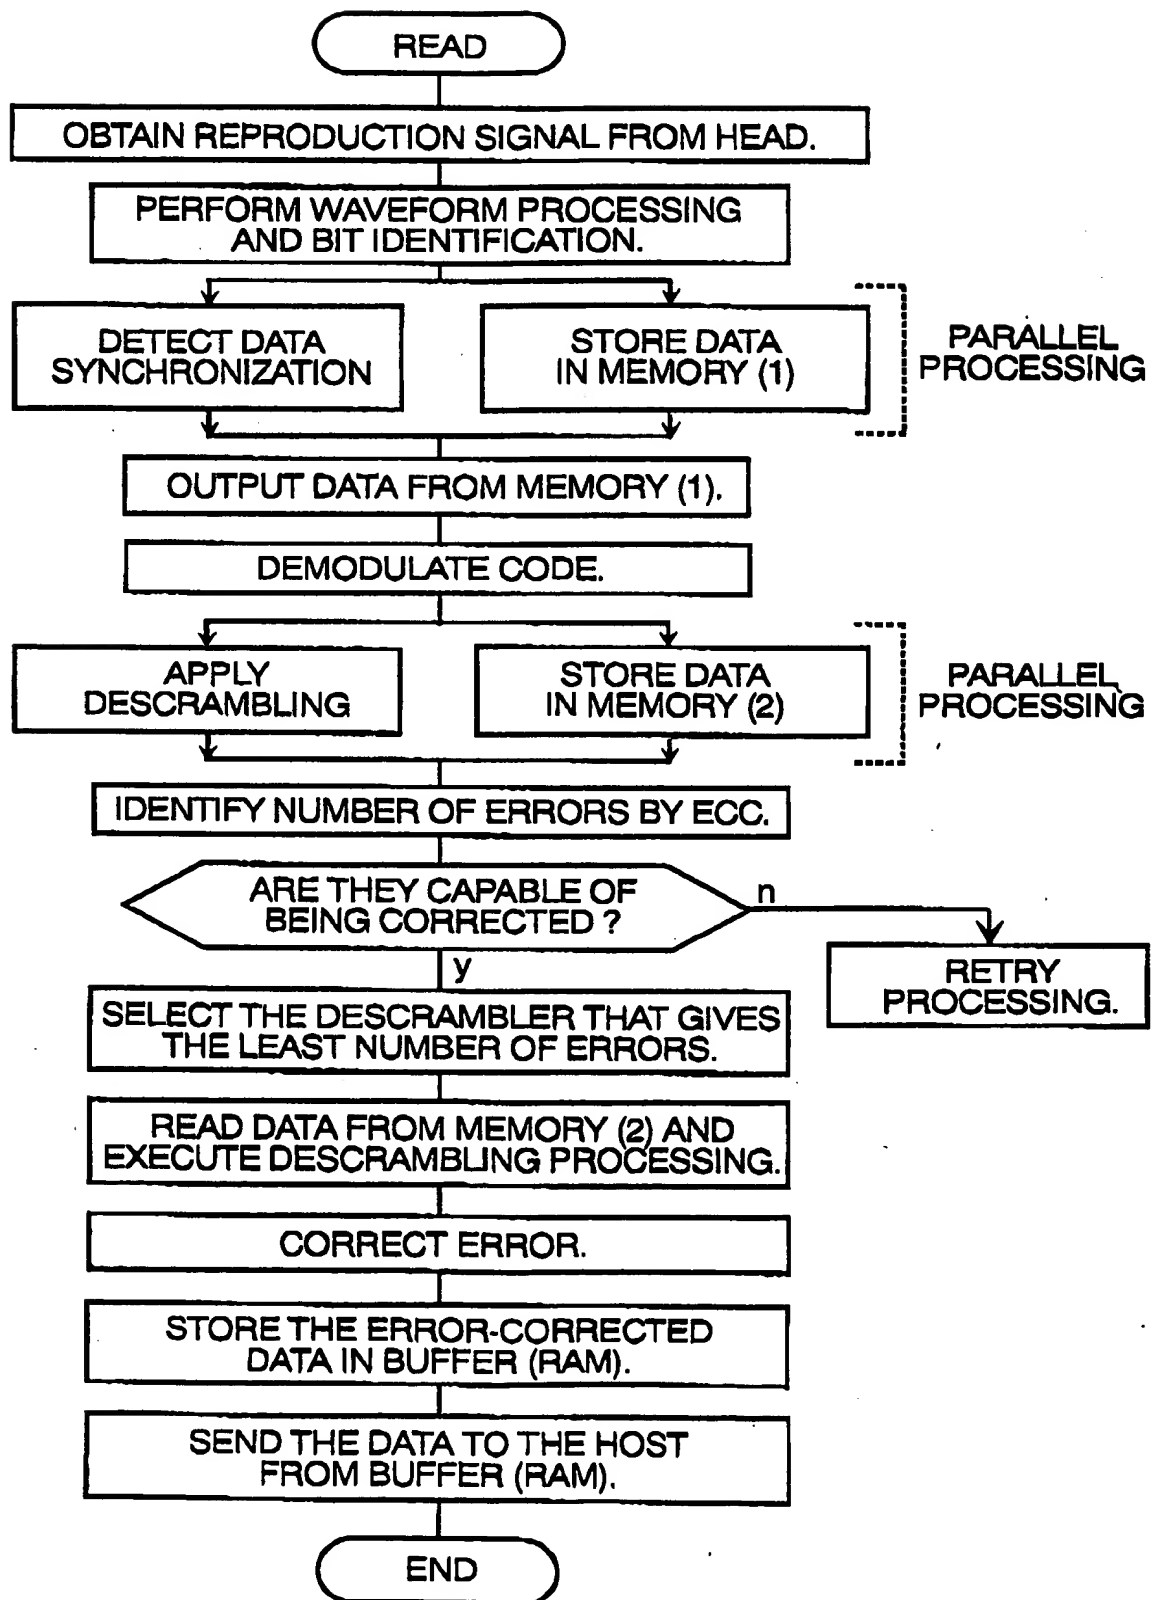 READ
OBTAIN REPRODUCTION SIGNAL FROM HEAD.
PERFORM WAVEFORM PROCESSING
AND BIT IDENTIFICATION.
DETECT DATA
SYNCHRONIZATION
STORE DATA
IN MEMORY (1)
PARALLEL
PROCESSING
OUTPUT DATA FROM MEMORY (1).
DEMODULATE CODE.
APPLY
DESCRAMBLING
STORE DATA
IN MEMORY (2)
PARALLEL
PROCESSING
IDENTIFY NUMBER OF ERRORS BY ECC.
ARE THEY CAPABLE OF
BEING CORRECTED ?
n
y
RETRY
PROCESSING.
SELECT THE DESCRAMBLER THAT GIVES
THE LEAST NUMBER OF ERRORS.
READ DATA FROM MEMORY (2) AND
EXECUTE DESCRAMBLING PROCESSING.
CORRECT ERROR.
STORE THE ERROR-CORRECTED
DATA IN BUFFER (RAM).
SEND THE DATA TO THE HOST
FROM BUFFER (RAM).
END